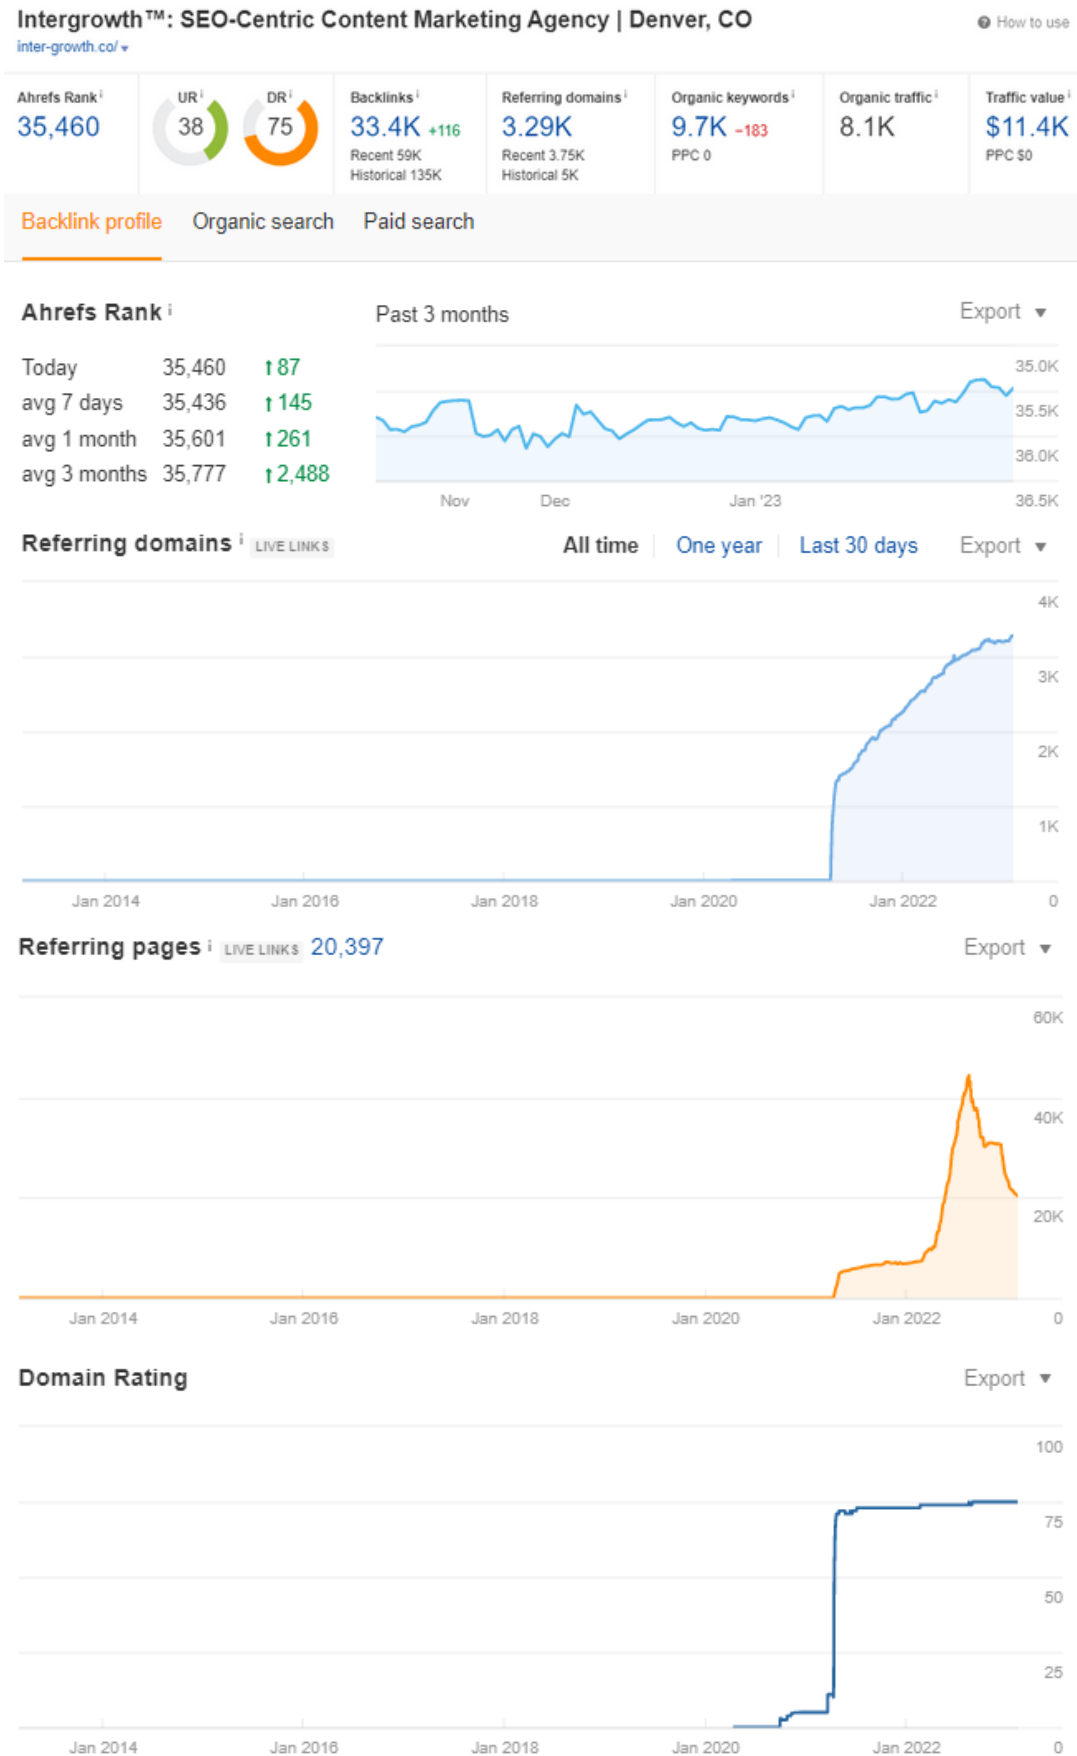 Intergrowth™: SEO-Centric Content Marketing Agency | Denver, CO
How to use
inter-growth.co/
Ahrefs Rank i
35,460
UR i
38
DR i
75
Backlinks i
33.4K +116
Recent 59K
Historical 135K
Referring domains i
3.29K
Recent 3.75K
Historical 5K
Organic keywords i
9.7K -183
PPC 0
Organic traffic i
8.1K
Traffic value i
$11.4K
PPC $0
Backlink profile Organic search Paid search
Ahrefs Rank i
Past 3 months
Export
Today 35,460 ↑87
avg 7 days 35,436 ↑145
avg 1 month 35,601 ↑261
avg 3 months 35,777 ↑2,488
35.0K
35.5K
36.0K
36.5K
Nov Dec Jan '23
Referring domains i LIVE LINKS
All time One year Last 30 days Export
4K
3K
2K
1K
0
Jan 2014 Jan 2016 Jan 2018 Jan 2020 Jan 2022
Referring pages i LIVE LINKS 20,397
Export
60K
40K
20K
0
Jan 2014 Jan 2016 Jan 2018 Jan 2020 Jan 2022
Domain Rating
Export
100
75
50
25
0
Jan 2014 Jan 2016 Jan 2018 Jan 2020 Jan 2022